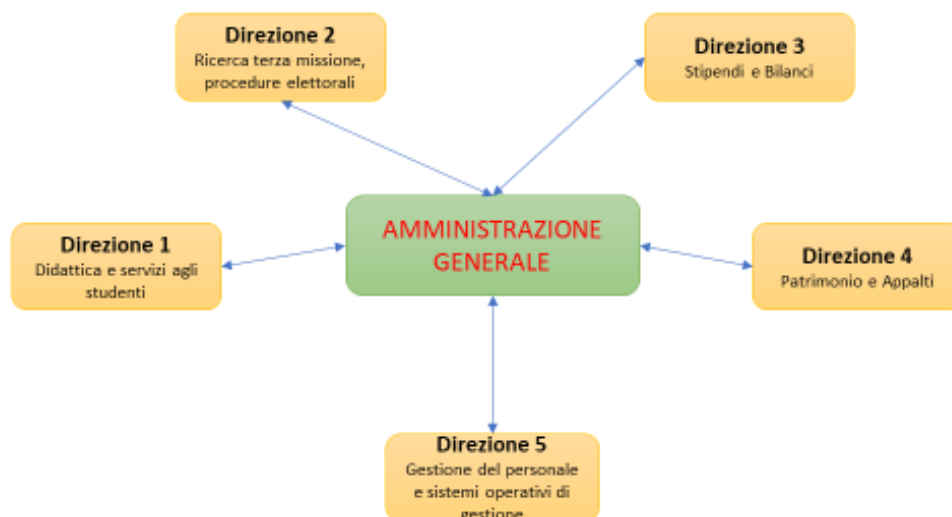 Direzione 2
Ricerca terza missione,
procedure elettorali
Direzione 3
Stipendi e Bilanci
AMMINISTRAZIONE
GENERALE
Direzione 1
Didattica e servizi agli
studenti
Direzione 4
Patrimonio e Appalti
Direzione 5
Gestione del personale
e sistemi operativi di
gestione